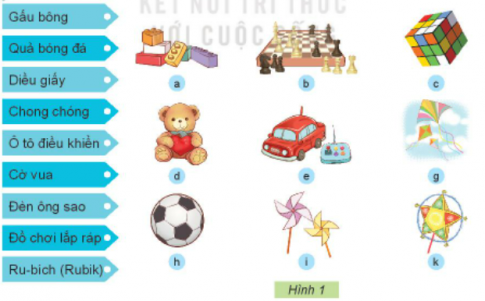 KẾT NỐI TRI THỨC
VỚI CUỘC SỐNG
Gấu bông
Quả bóng đá
Diều giấy
Chong chóng
Ô tô điều khiển
Cờ vua
Đèn ông sao
Đồ chơi lắp ráp
Ru-bích (Rubik)
a
b
c
d
e
g
h
i
k
Hình 1